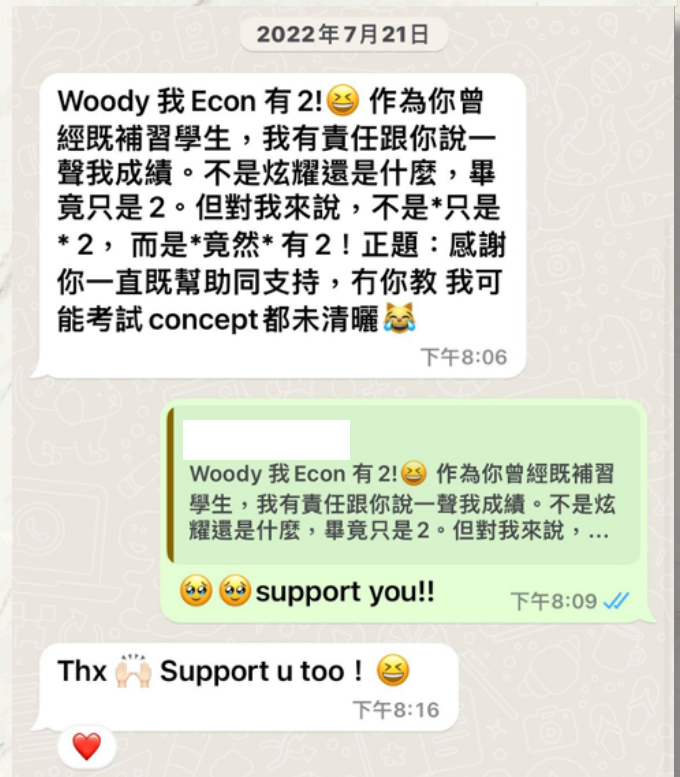 2022年7月21日
Woody 我 Econ 有 2!😆 作為你曾
經既補習學生，我有責任跟你說一
聲我成績。不是炫耀還是什麼，畢
竟只是 2。但對我來說，不是*只是
* 2， 而是*竟然* 有 2！正題：感謝
你一直既幫助同支持，冇你教 我可
能考試 concept 都未清曬😹
下午8:06
Woody 我 Econ 有 2!😆 作為你曾經既補習
學生，我有責任跟你說一聲我成績。不是炫
耀還是什麼，畢竟只是 2。但對我來說，...
🥹 🥹 support you!!
下午8:09
Thx 🙌🏻 Support u too！😆
下午8:16
❤️